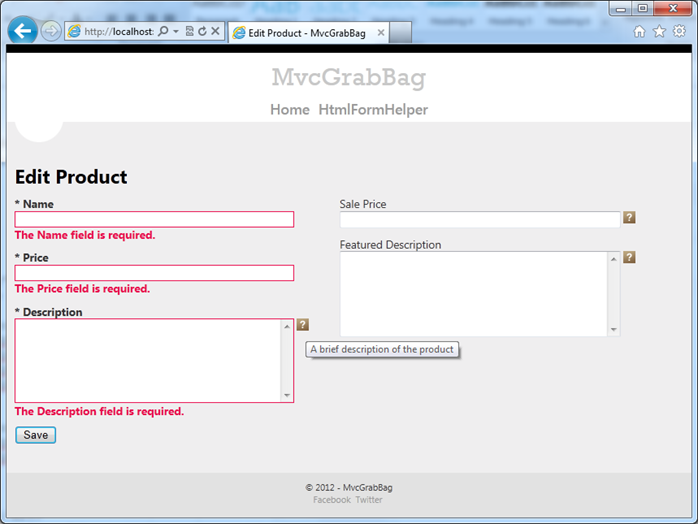 http://localhost:
Edit Product - MvcGrabBag
MvcGrabBag
Home HtmlFormHelper
Edit Product
* Name
The Name field is required.
* Price
The Price field is required.
* Description
The Description field is required.
Save
Sale Price
?
Featured Description
?
?
A brief description of the product
© 2012 - MvcGrabBag
Facebook Twitter